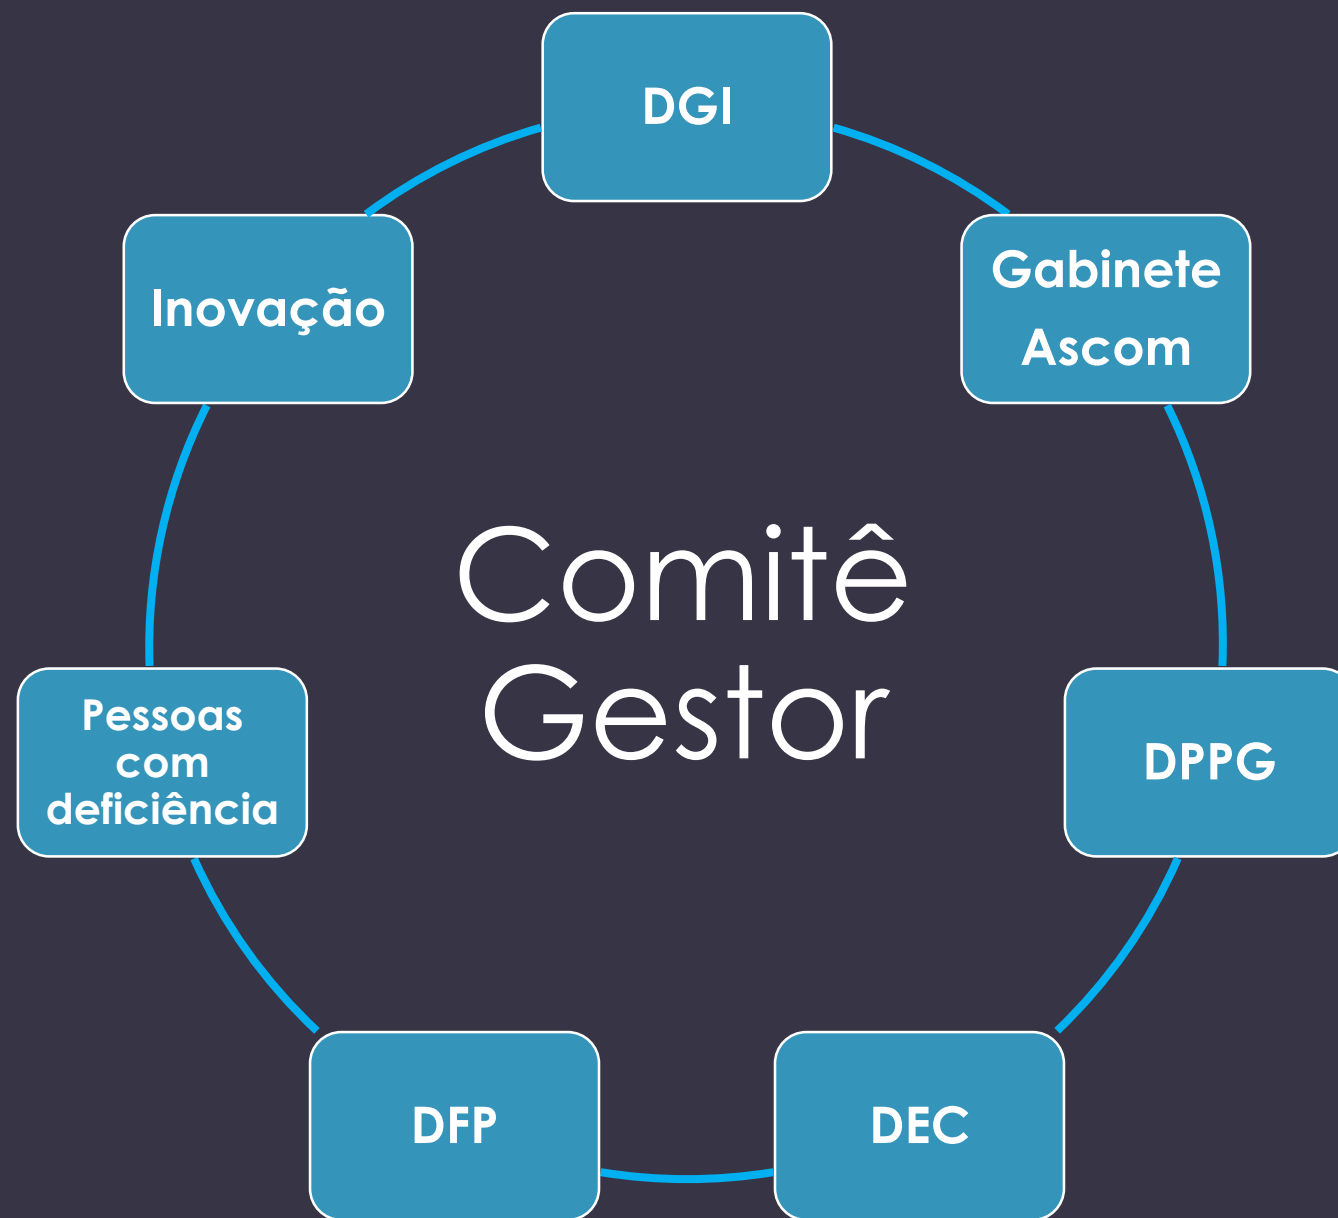 DGI
Gabinete
Ascom
Inovação
Comitê
Gestor
Pessoas
com
deficiência
DPPG
DFP
DEC